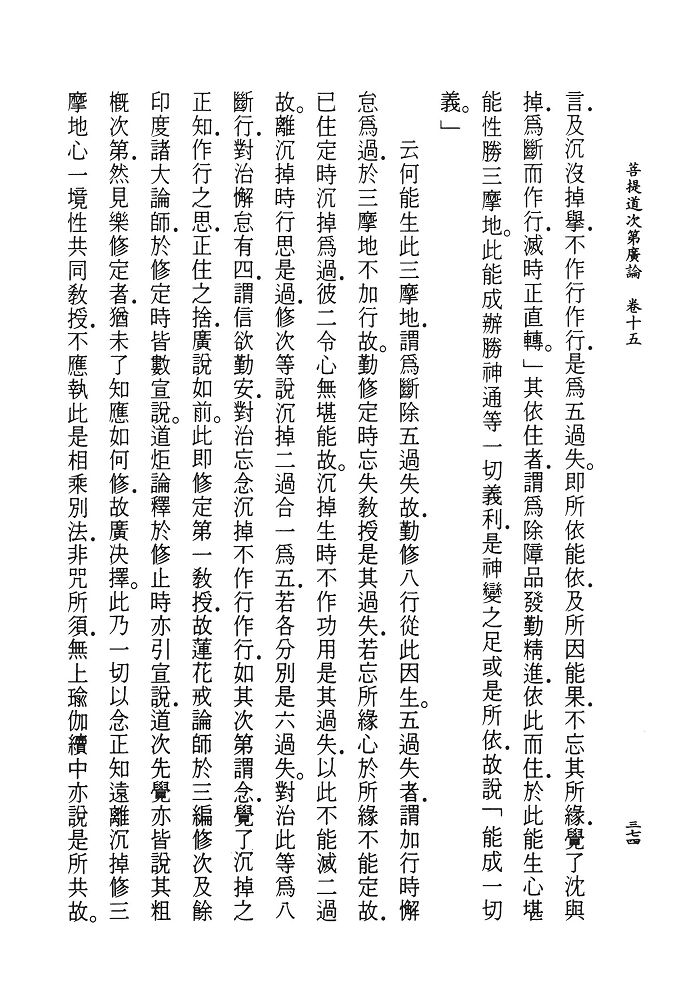 菩提道次第廣論　卷十五
三七四
言．及沉沒掉擧．不作行作行．是爲五過失。即所依能依．及所因能果．不忘其所緣．覺了沈與
掉．爲斷而作行．滅時正直轉。」其依住者．謂爲除障品發勤精進．依此而住．於此能生心堪
能性勝三摩地。此能成辦勝神通等一切義利．是神變之足或是所依．故說「能成一切
義。」
云何能生此三摩地．謂爲斷除五過失故．勤修八行從此因生。五過失者．謂加行時懈
怠爲過．於三摩地不加行故。勤修定時忘失敎授是其過失．若忘所緣心於所緣不能定故．
已住定時沉掉爲過．彼二令心無堪能故。沉掉生時不作功用是其過失．以此不能滅二過
故。離沉掉時行思是過．修次等說沉掉二過合一爲五．若各分別是六過失。對治此等爲八
斷行．對治懈怠有四．謂信欲勤安．對治忘念沉掉不作行作行．如其次第謂念．覺了沉掉之
正知．作行之思．正住之捨．廣說如前。此即修定第一敎授．故蓮花戒論師於三編修次及餘
印度諸大論師．於修定時皆數宣說。道炬論釋於修止時亦引宣說．道次先覺亦皆說其粗
槪次第．然見樂修定者．猶未了知應如何修．故廣決擇。此乃一切以念正知遠離沉掉修三
摩地心一境性共同敎授．不應執此是相乘別法．非咒所須．無上瑜伽續中亦說是所共故。